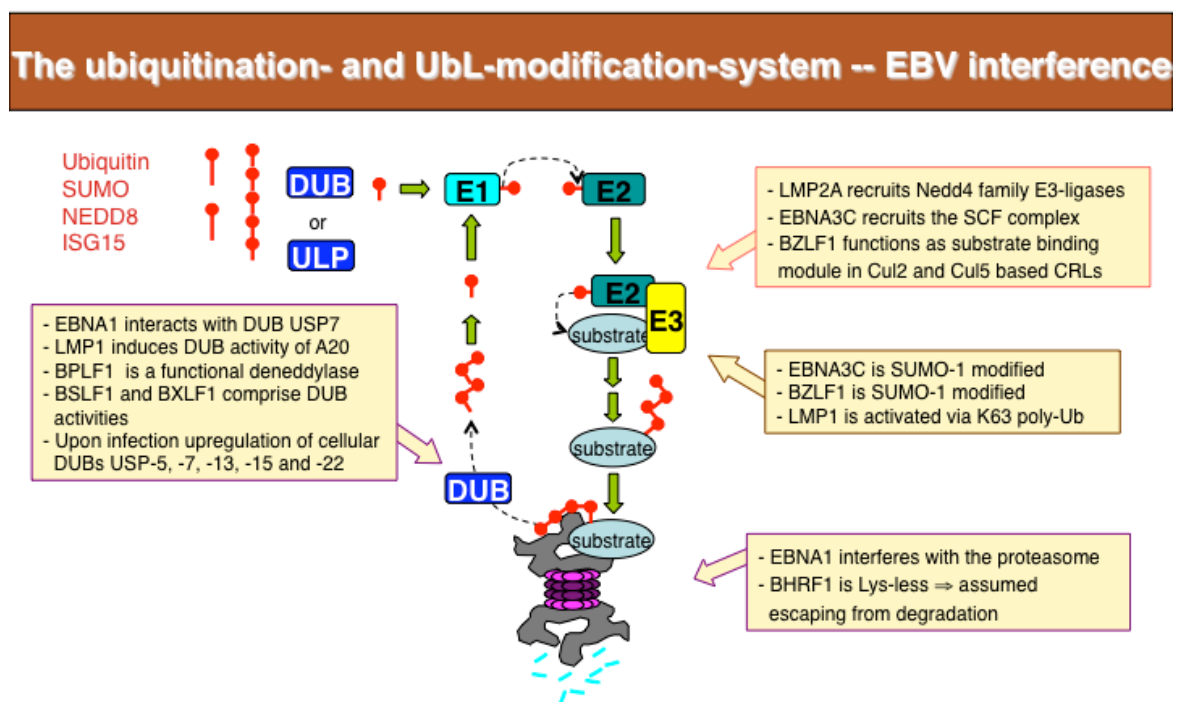 The ubiquitination- and UbL-modification-system -- EBV interference
Ubiquitin
SUMO
NEDD8
ISG15
DUB
or
ULP
E1
E2
- LMP2A recruits Nedd4 family E3-ligases
- EBNA3C recruits the SCF complex
- BZLF1 functions as substrate binding
module in Cul2 and Cul5 based CRLs
E2
E3
substrate
- EBNA1 interacts with DUB USP7
- LMP1 induces DUB activity of A20
- BPLF1 is a functional deneddylase
- BSLF1 and BXLF1 comprise DUB
activities
- Upon infection upregulation of cellular
DUBs USP-5, -7, -13, -15 and -22
- EBNA3C is SUMO-1 modified
- BZLF1 is SUMO-1 modified
- LMP1 is activated via K63 poly-Ub
substrate
DUB
substrate
- EBNA1 interferes with the proteasome
- BHRF1 is Lys-less ⇒ assumed
escaping from degradation